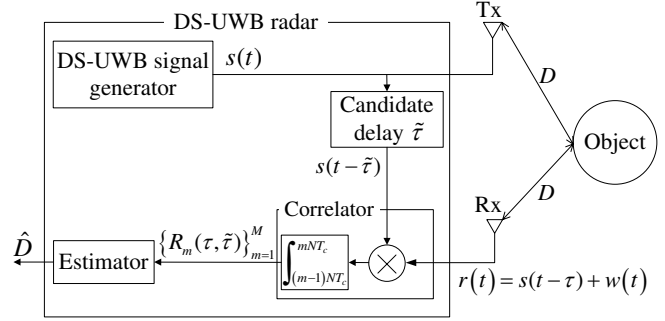 DS-UWB radar
Tx
DS-UWB signal
generator
s(t)
D
Candidate
delay τ̃
Object
s(t−τ̃)
D
Rx
Correlator
D̂
Estimator
{R_m(τ,τ̃)}_{m=1}^{M}
∫_{(m−1)NT_c}^{mNT_c}
r(t) = s(t−τ) + w(t)